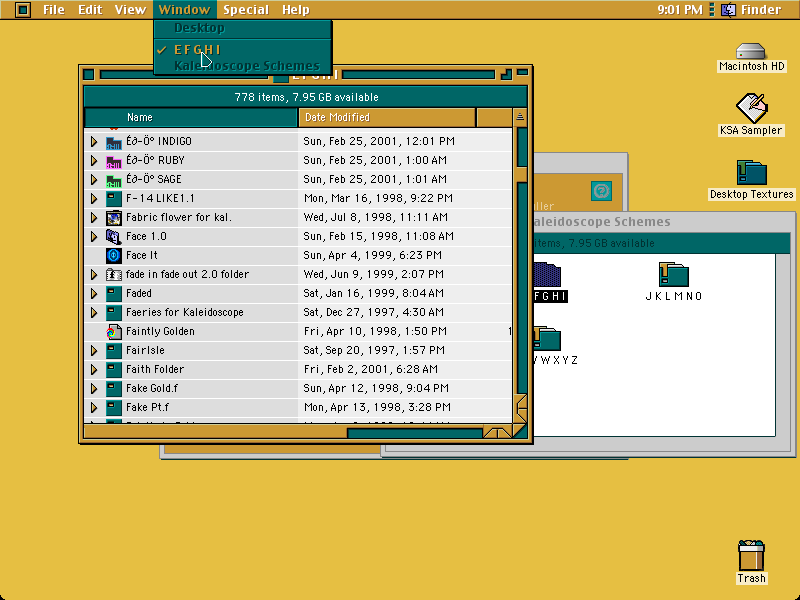 File Edit View Window Special Help 9:01 PM Finder
Desktop
✓ E F G H I
Kaleidoscope Schemes
E F G H I
778 items, 7.95 GB available
Name Date Modified
É∂-Öº INDIGO Sun, Feb 25, 2001, 12:01 PM
É∂-Öº RUBY Sun, Feb 25, 2001, 1:00 AM
É∂-Öº SAGE Sun, Feb 25, 2001, 1:01 AM
F-14 LIKE1.1 Mon, Mar 16, 1998, 9:22 PM
Fabric flower for kal. Wed, Jul 8, 1998, 11:11 AM
Face 1.0 Sun, Feb 15, 1998, 11:08 AM
Face It Sun, Apr 4, 1999, 6:23 PM
fade in fade out 2.0 folder Wed, Jun 9, 1999, 2:07 PM
Faded Sat, Jan 16, 1999, 8:04 AM
Faeries for Kaleidoscope Sat, Dec 27, 1997, 4:30 AM
Faintly Golden Fri, Apr 10, 1998, 1:50 PM 1
FairIsle Sat, Sep 20, 1997, 1:57 PM
Faith Folder Fri, Feb 2, 2001, 6:28 AM
Fake Gold.f Sun, Apr 12, 1998, 9:04 PM
Fake Pt.f Mon, Apr 13, 1998, 3:28 PM
ller
aleidoscope Schemes
items, 7.95 GB available
F G H I
J K L M N O
W X Y Z
Macintosh HD
KSA Sampler
Desktop Textures
Trash